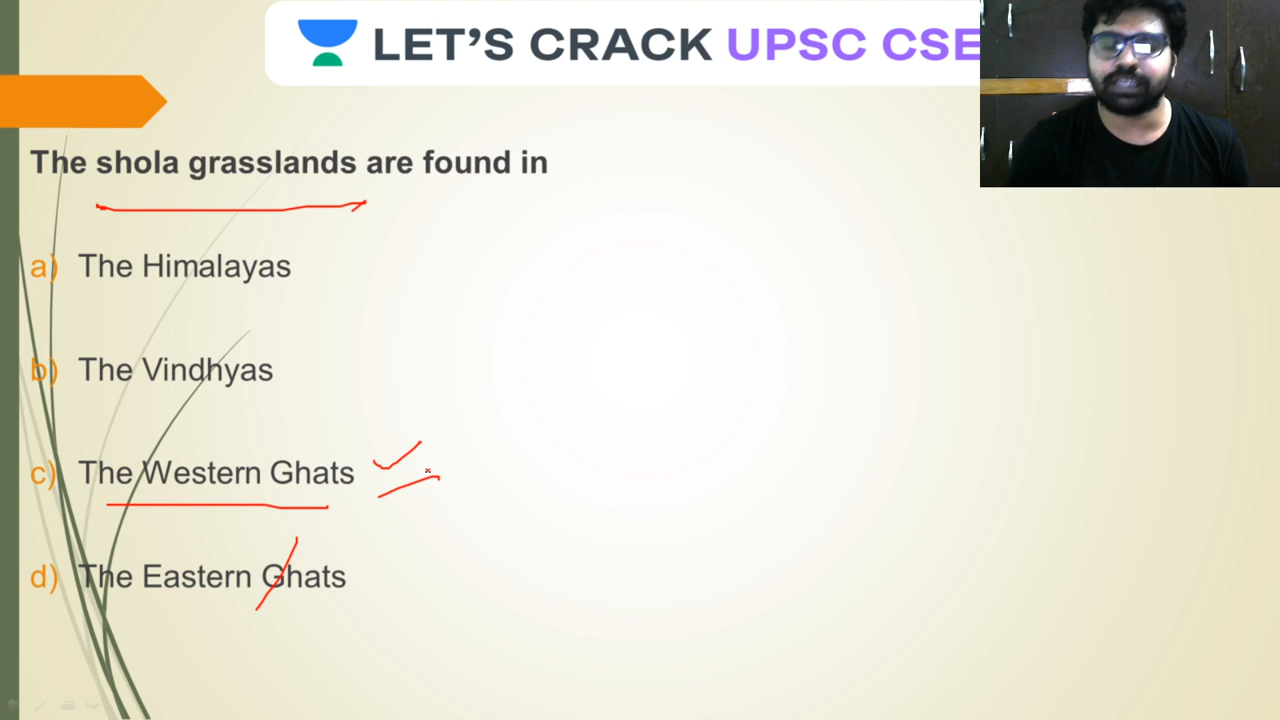 LET'S CRACK UPSC CSE
The shola grasslands are found in
a) The Himalayas
b) The Vindhyas
c) The Western Ghats
d) The Eastern Ghats